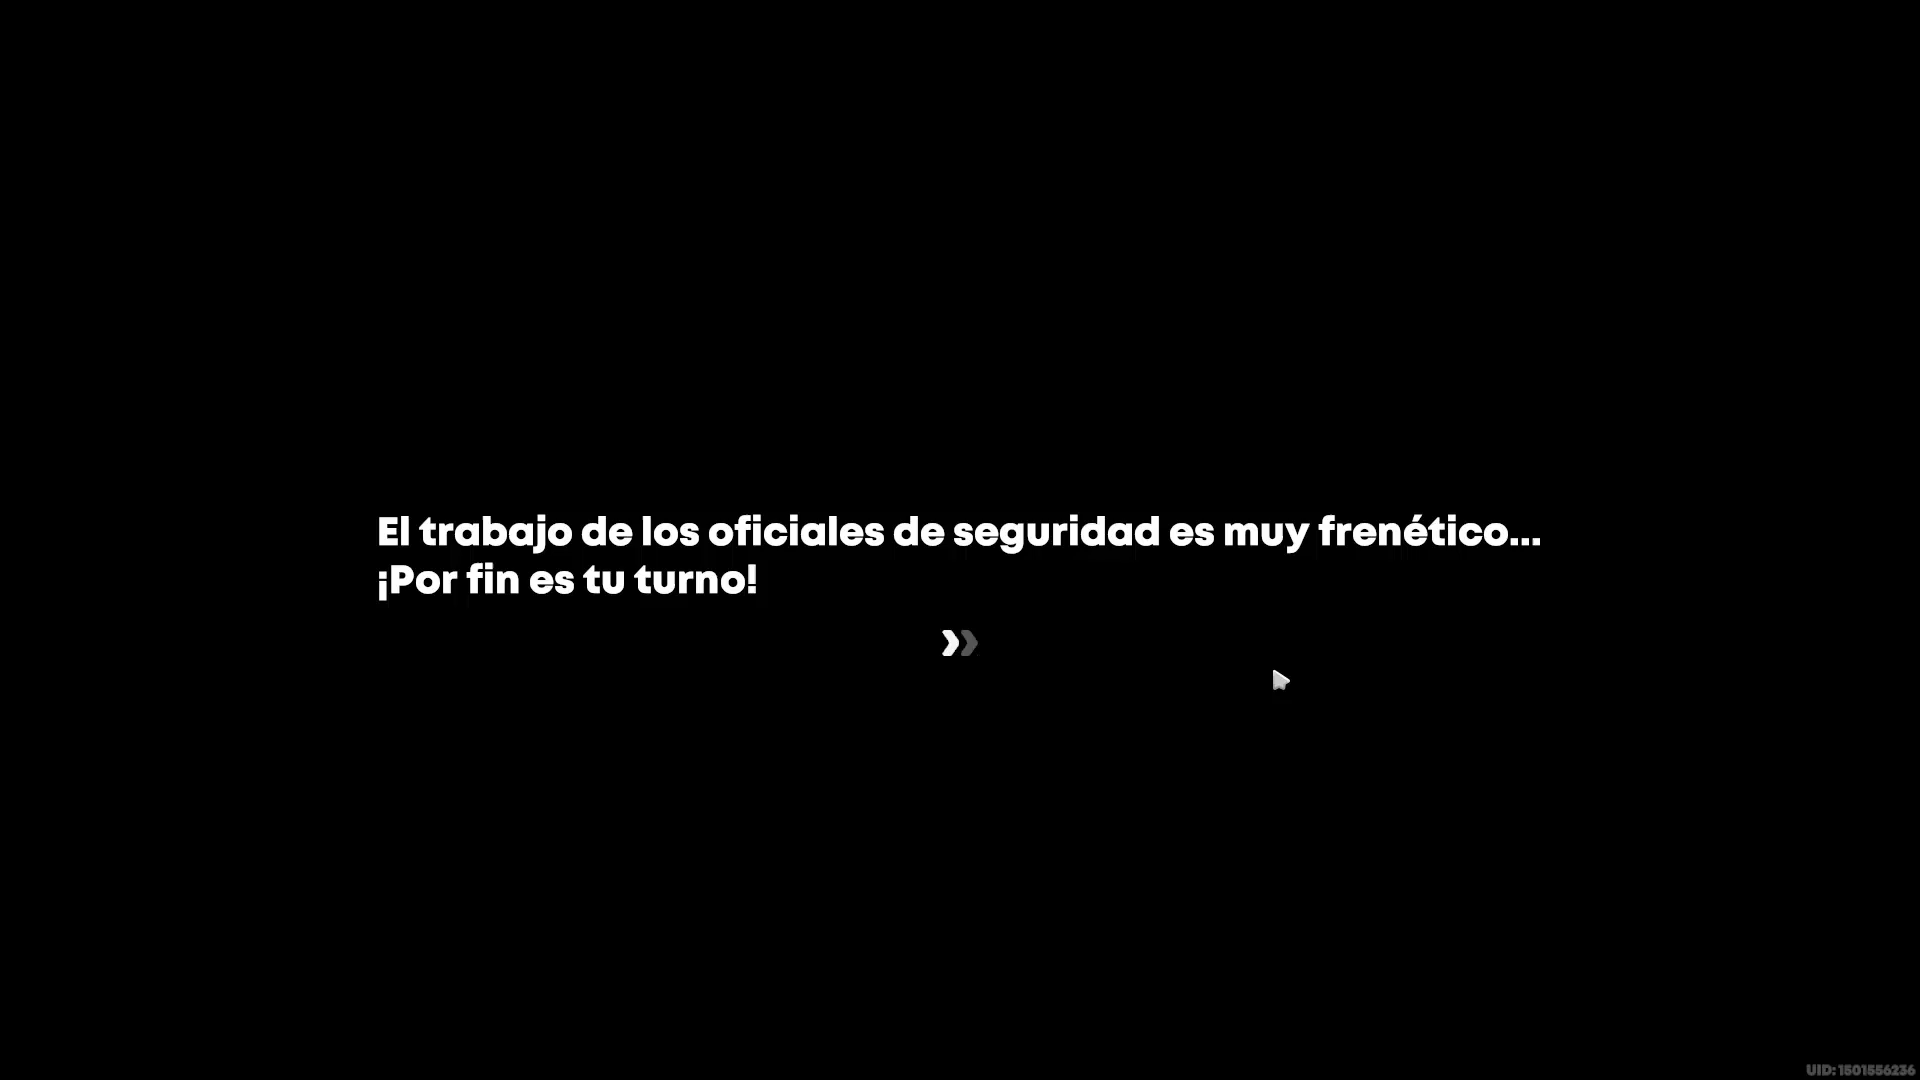 El trabajo de los oficiales de seguridad es muy frenético...
¡Por fin es tu turno!
UID: 1501556236